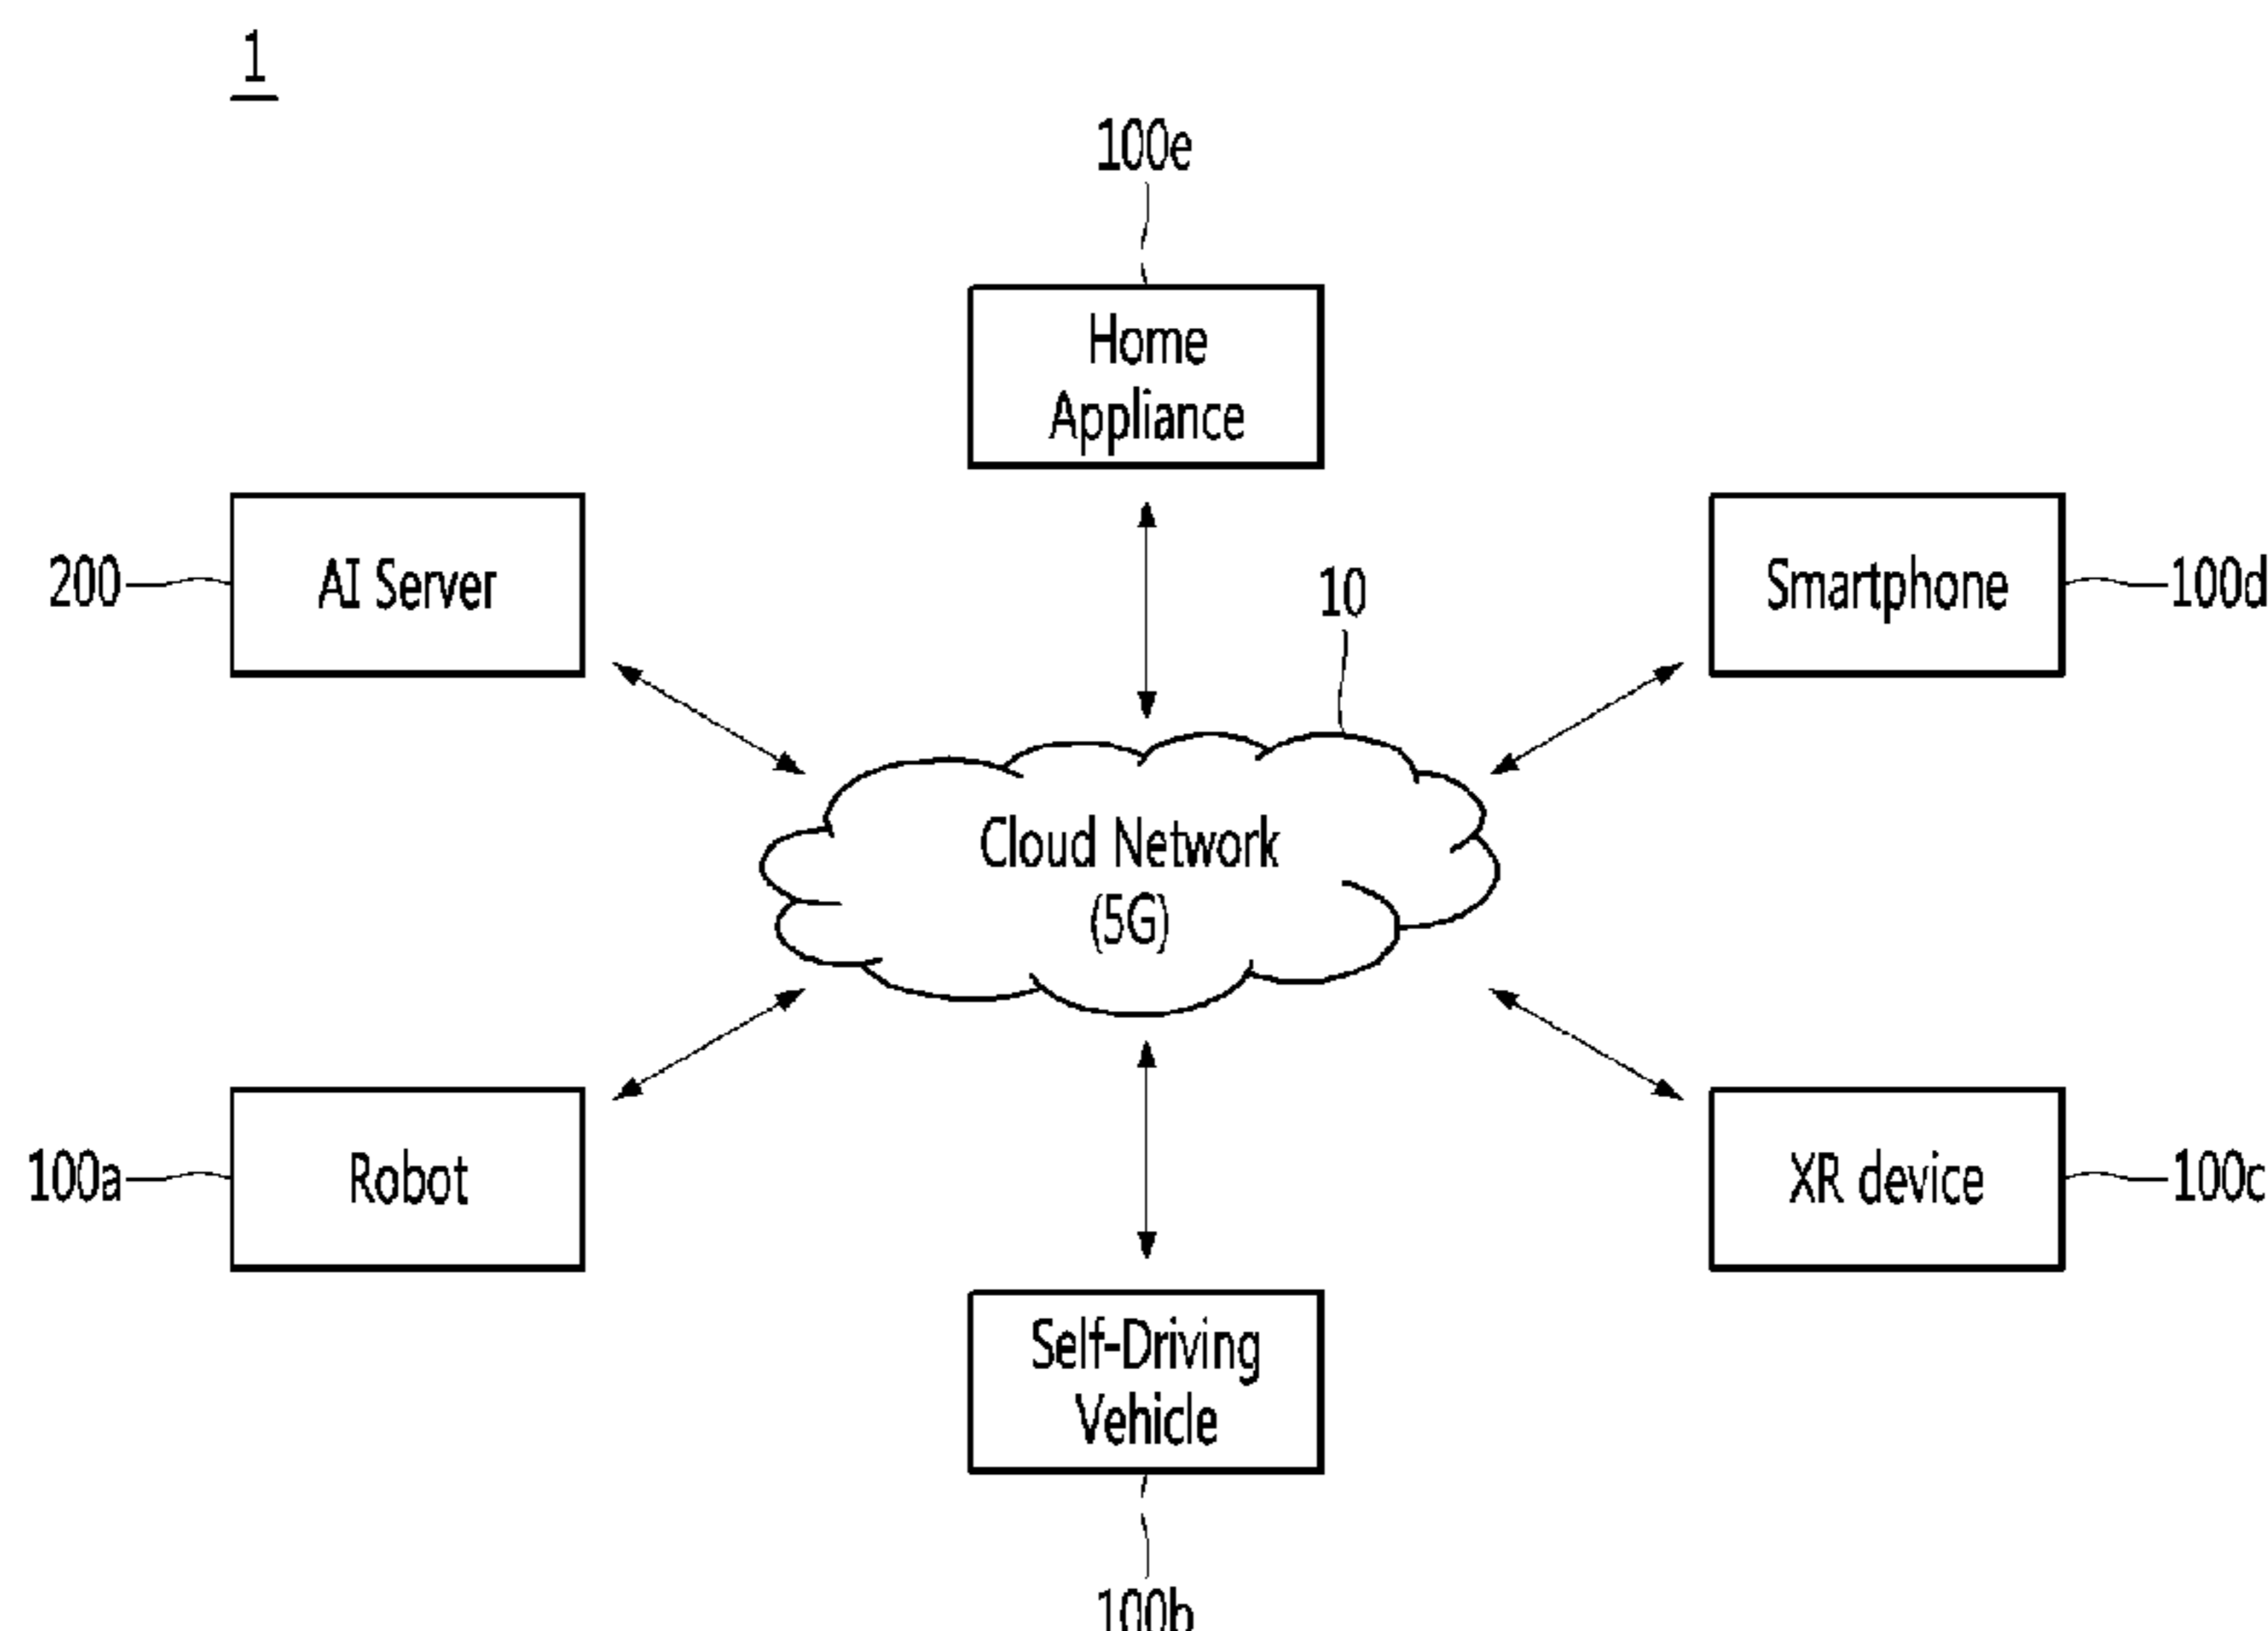 1
100e
Home
Appliance
200
AI Server
10
Smartphone
100d
Cloud Network
(5G)
100a
Robot
XR device
100c
Self-Driving
Vehicle
100b